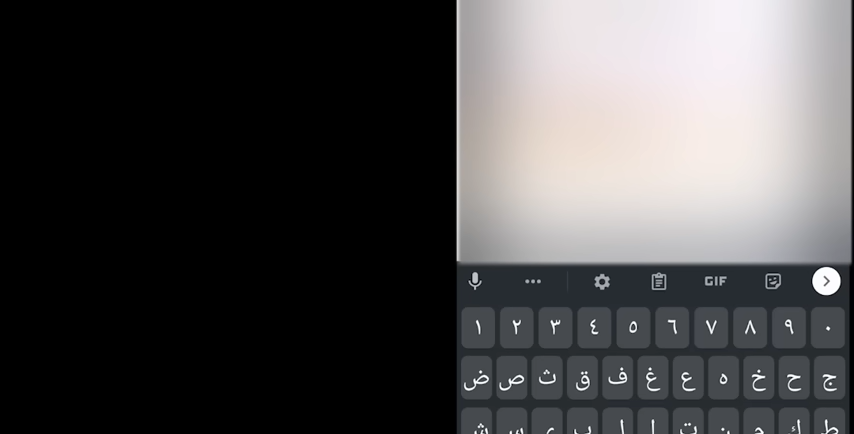 GIF
١ ٢ ٣ ٤ ٥ ٦ ٧ ٨ ٩ ٠
ض ص ث ق ف غ ع ه خ ح ج
ش س ي ب ل ا ت ن م ك ط